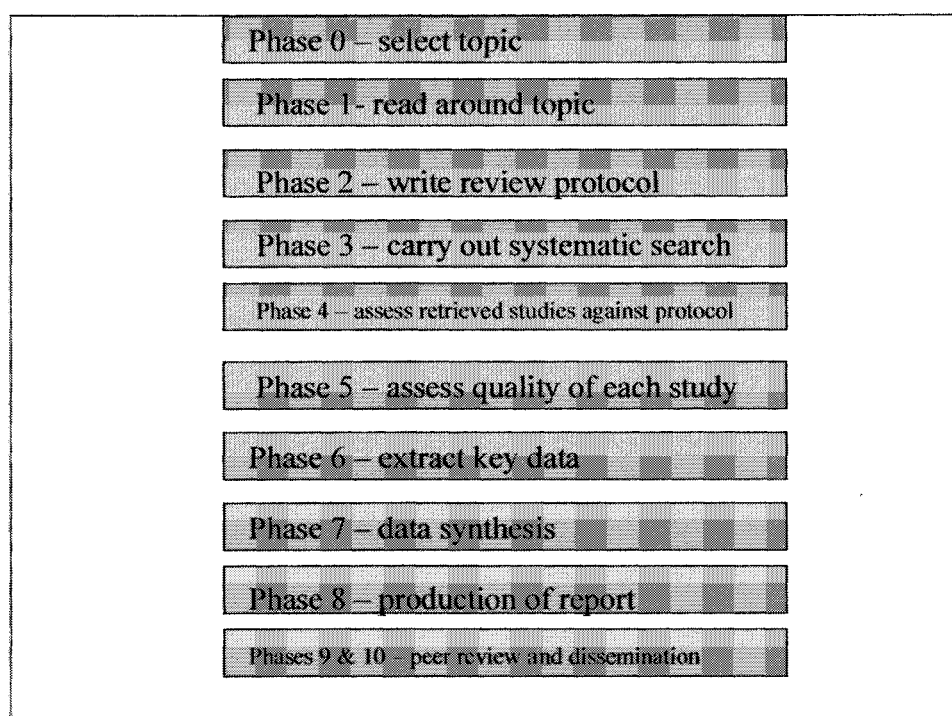 Phase 0 – select topic
Phase 1- read around topic
Phase 2 – write review protocol
Phase 3 – carry out systematic search
Phase 4 – assess retrieved studies against protocol
Phase 5 – assess quality of each study
Phase 6 – extract key data
Phase 7 – data synthesis
Phase 8 – production of report
Phases 9 & 10 – peer review and dissemination